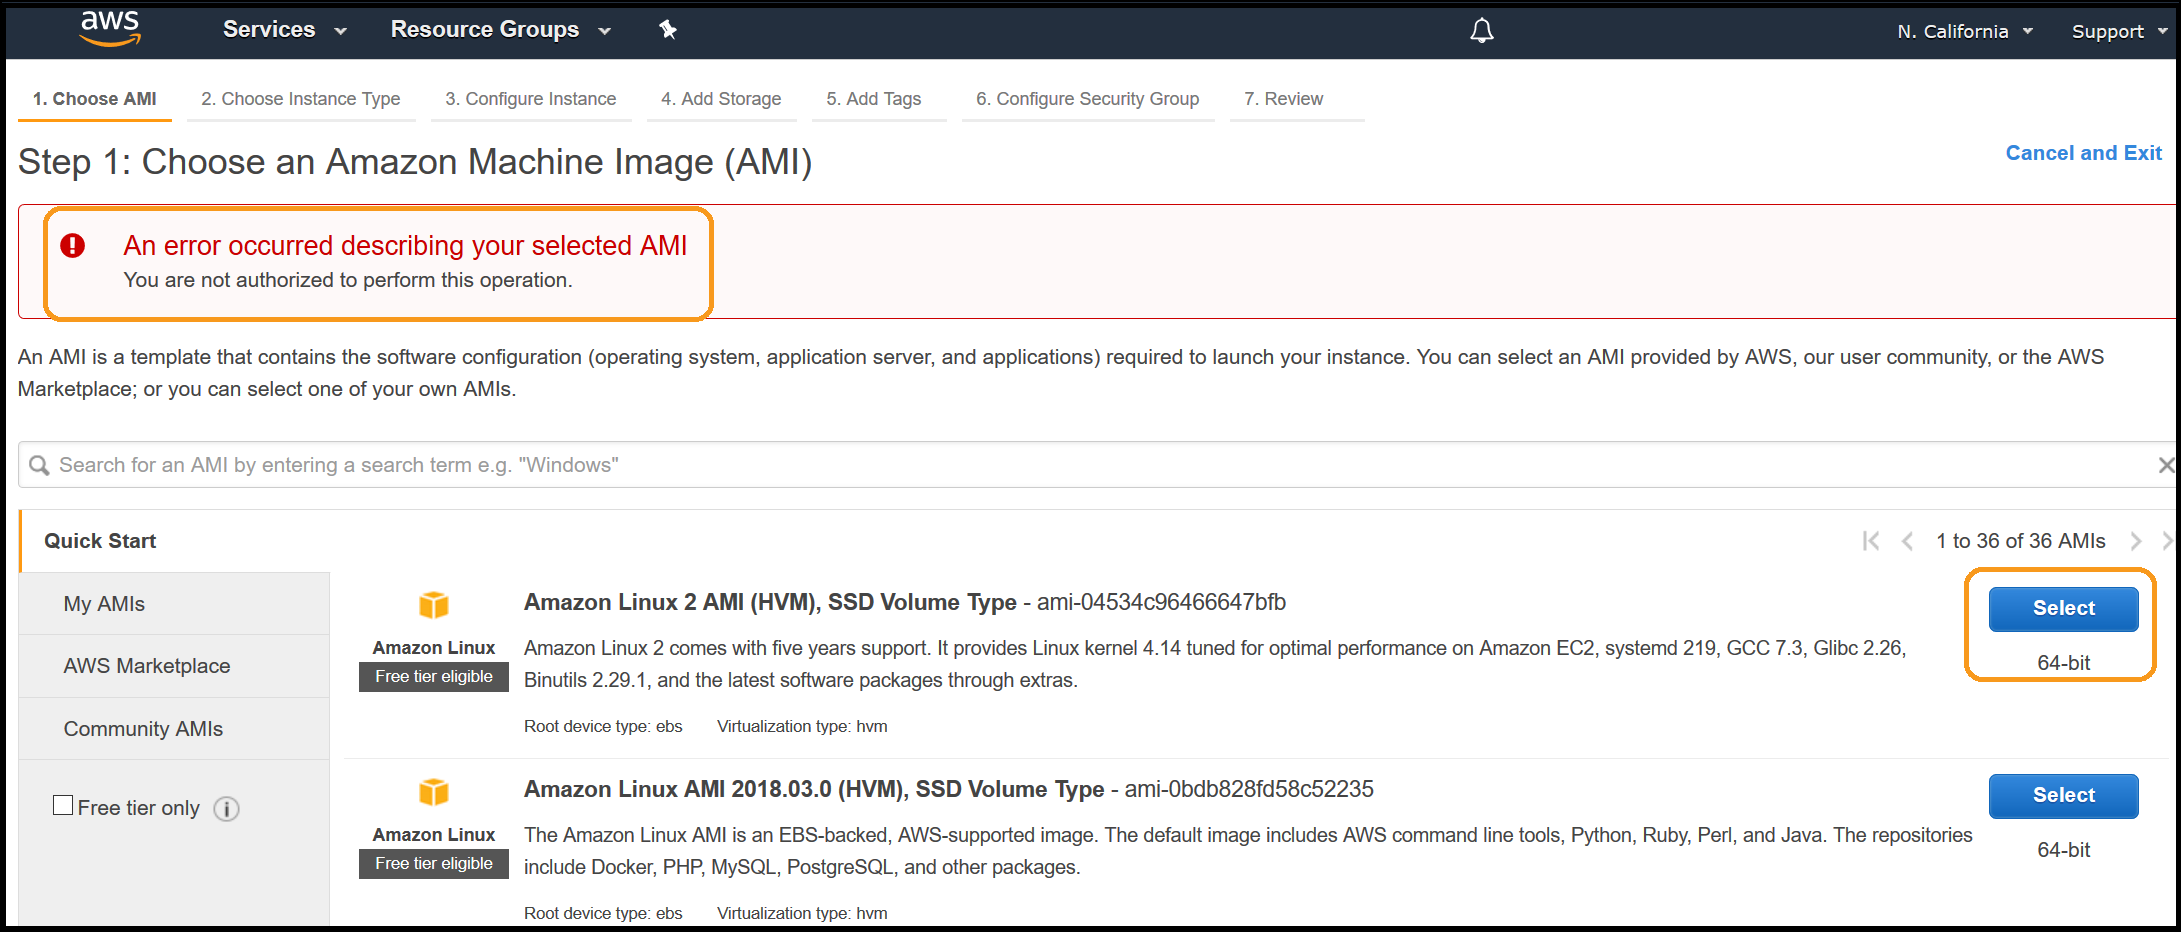 aws Services Resource Groups N. California Support
1. Choose AMI 2. Choose Instance Type 3. Configure Instance 4. Add Storage 5. Add Tags 6. Configure Security Group 7. Review
Step 1: Choose an Amazon Machine Image (AMI) Cancel and Exit
An error occurred describing your selected AMI
You are not authorized to perform this operation.
An AMI is a template that contains the software configuration (operating system, application server, and applications) required to launch your instance. You can select an AMI provided by AWS, our user community, or the AWS
Marketplace; or you can select one of your own AMIs.
Search for an AMI by entering a search term e.g. "Windows"
Quick Start 1 to 36 of 36 AMIs
My AMIs
AWS Marketplace
Community AMIs
Free tier only
Amazon Linux 2 AMI (HVM), SSD Volume Type - ami-04534c96466647bfb
Select
Amazon Linux
Free tier eligible
Amazon Linux 2 comes with five years support. It provides Linux kernel 4.14 tuned for optimal performance on Amazon EC2, systemd 219, GCC 7.3, Glibc 2.26,
Binutils 2.29.1, and the latest software packages through extras.
64-bit
Root device type: ebs Virtualization type: hvm
Amazon Linux AMI 2018.03.0 (HVM), SSD Volume Type - ami-0bdb828fd58c52235
Select
Amazon Linux
Free tier eligible
The Amazon Linux AMI is an EBS-backed, AWS-supported image. The default image includes AWS command line tools, Python, Ruby, Perl, and Java. The repositories
include Docker, PHP, MySQL, PostgreSQL, and other packages.
64-bit
Root device type: ebs Virtualization type: hvm